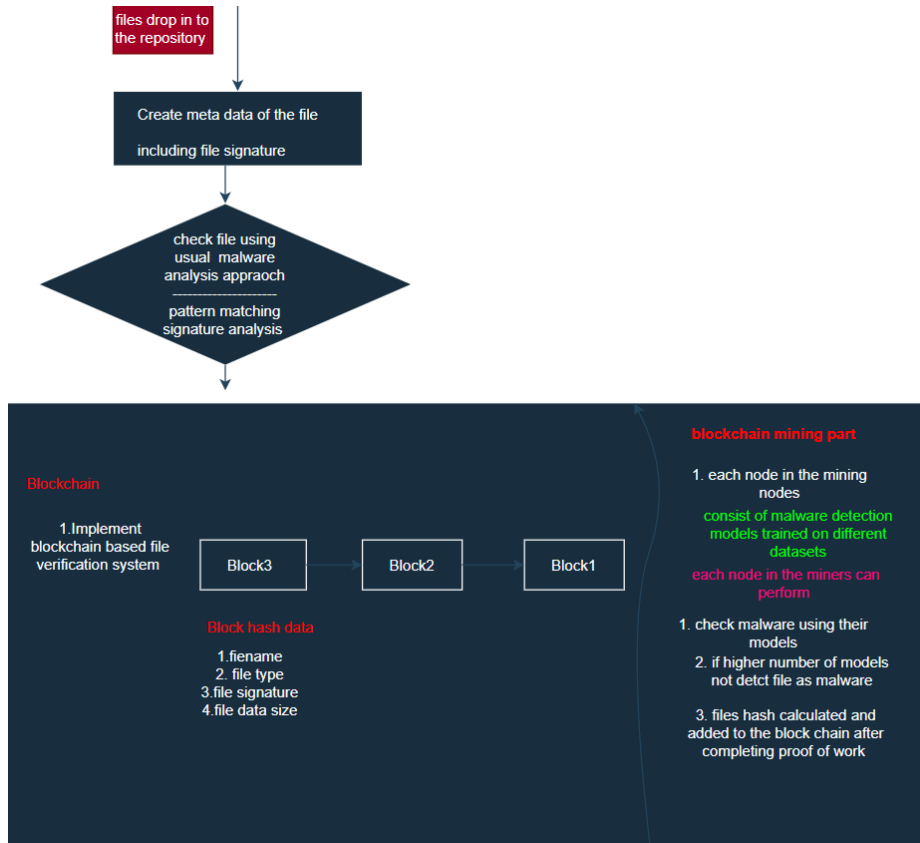 files drop in to
the repository
Create meta data of the file
including file signature
check file using
usual malware
analysis appraoch
---------------------
pattern matching
signature analysis
Blockchain
1.Implement
blockchain based file
verification system
Block3
Block2
Block1
Block hash data
1.fiename
2. file type
3.file signature
4.file data size
blockchain mining part
1. each node in the mining
nodes
consist of malware detection
models trained on different
datasets
each node in the miners can
perform
1. check malware using their
models
2. if higher number of models
not detct file as malware
3. files hash calculated and
added to the block chain after
completing proof of work